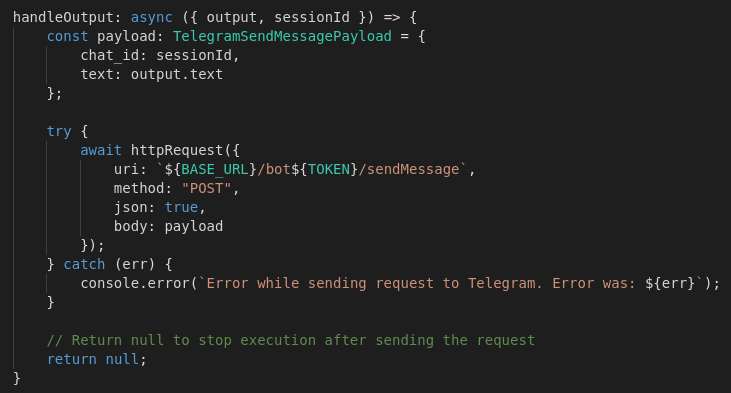 handleOutput: async ({ output, sessionId }) => {
    const payload: TelegramSendMessagePayload = {
        chat_id: sessionId,
        text: output.text
    };

    try {
        await httpRequest({
            uri: `${BASE_URL}/bot${TOKEN}/sendMessage`,
            method: "POST",
            json: true,
            body: payload
        });
    } catch (err) {
        console.error(`Error while sending request to Telegram. Error was: ${err}`);
    }

    // Return null to stop execution after sending the request
    return null;
}